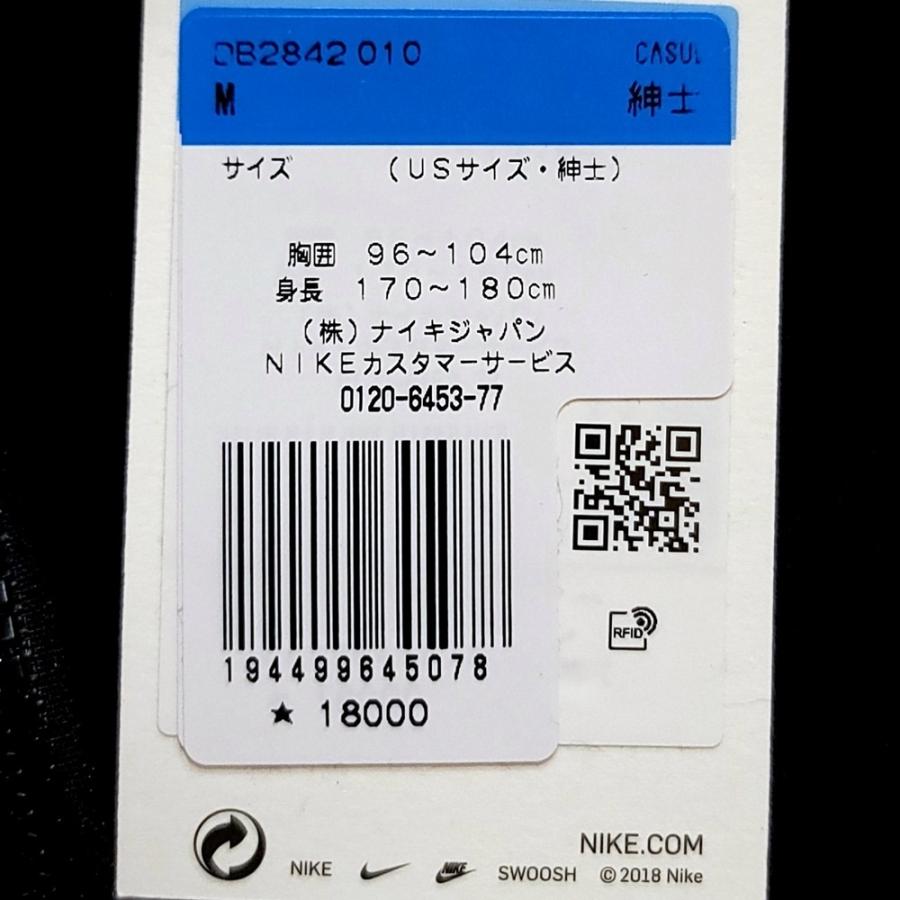 DB2842 010 CASUL
M 紳士
サイズ （USサイズ・紳士）
胸囲 96～104cm
身長 170～180cm
（株）ナイキジャパン
NIKEカスタマーサービス
0120-6453-77
194499645078
★ 18000
RFID
NIKE.COM
NIKE NIKE SWOOSH ©2018 Nike